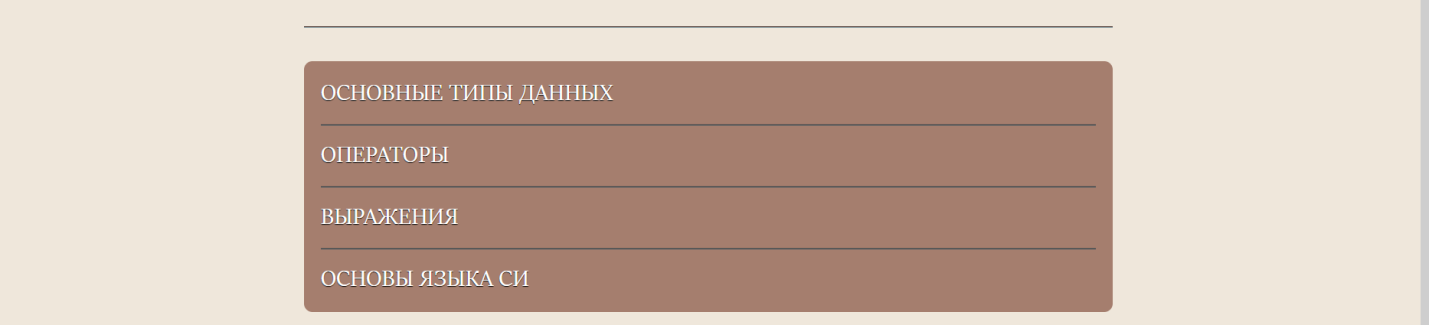 ОСНОВНЫЕ ТИПЫ ДАННЫХ
ОПЕРАТОРЫ
ВЫРАЖЕНИЯ
ОСНОВЫ ЯЗЫКА СИ